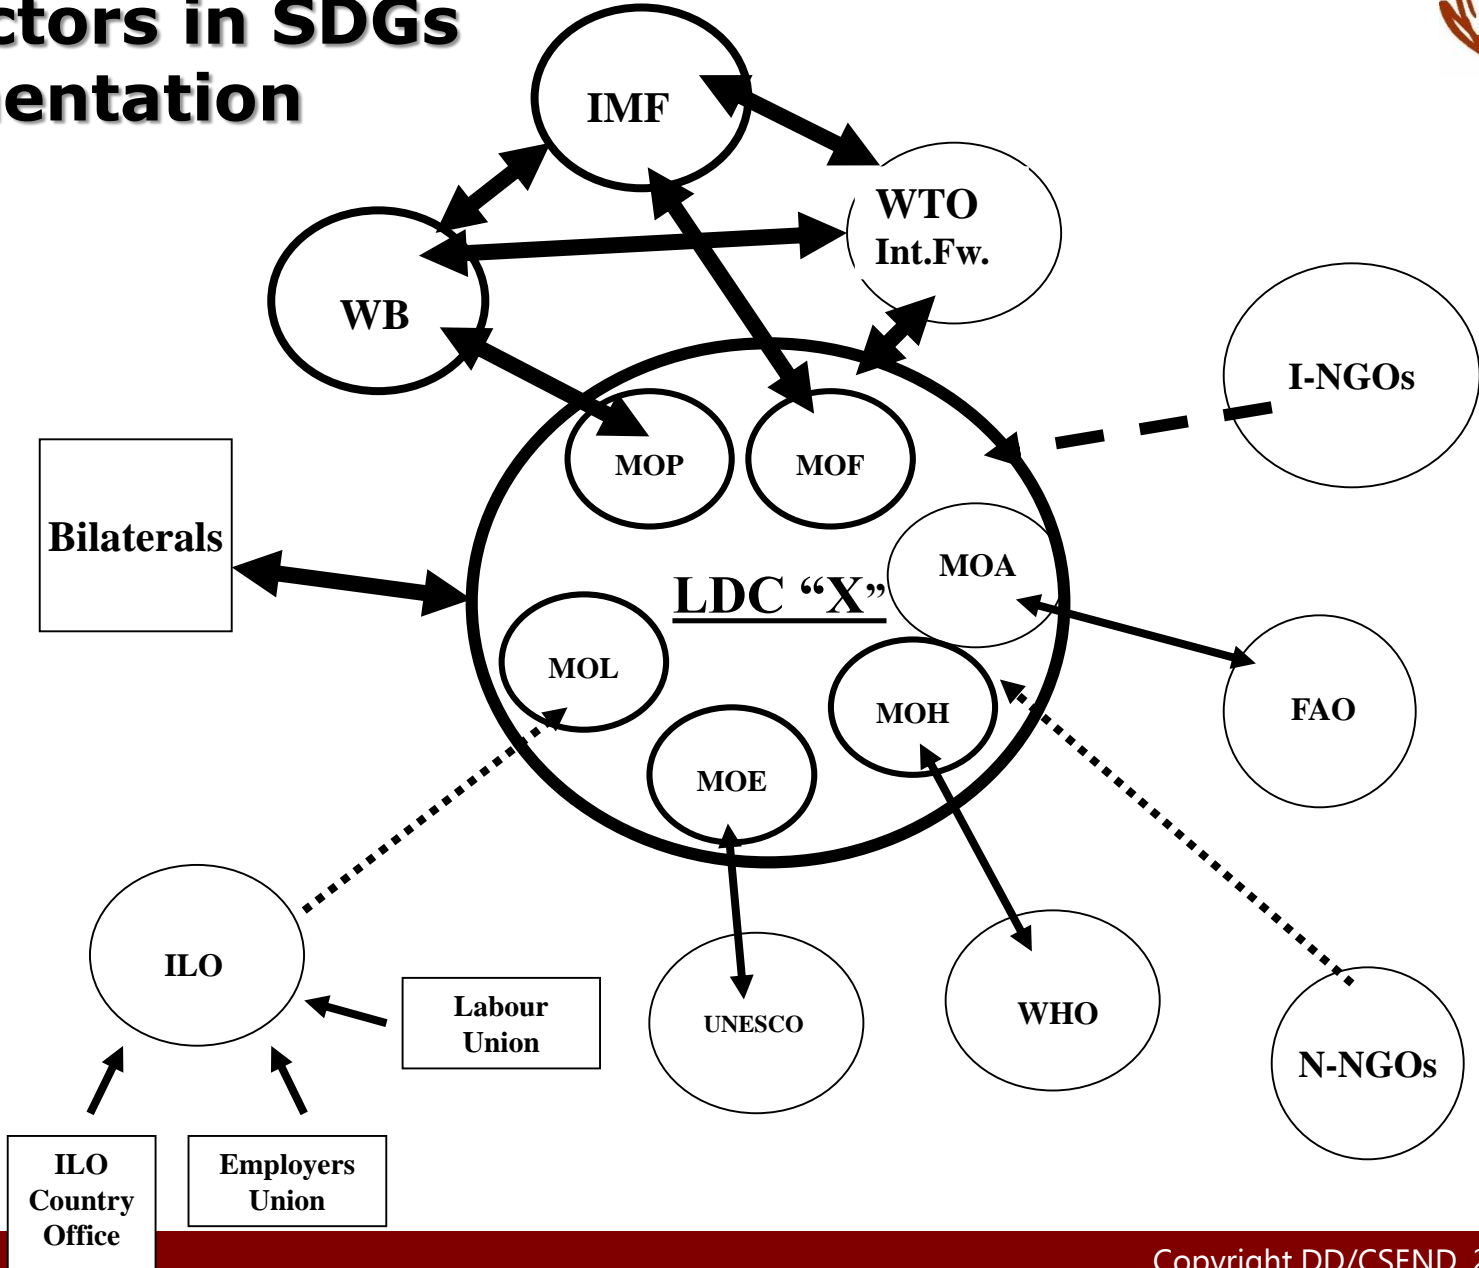 ctors in SDGs
entation
IMF
WTO
Int.Fw.
WB
I-NGOs
MOP
MOF
Bilaterals
MOA
LDC “X”
MOL
MOH
FAO
MOE
ILO
Labour
Union
UNESCO
WHO
N-NGOs
ILO
Country
Office
Employers
Union
Copyright DD/CSEND